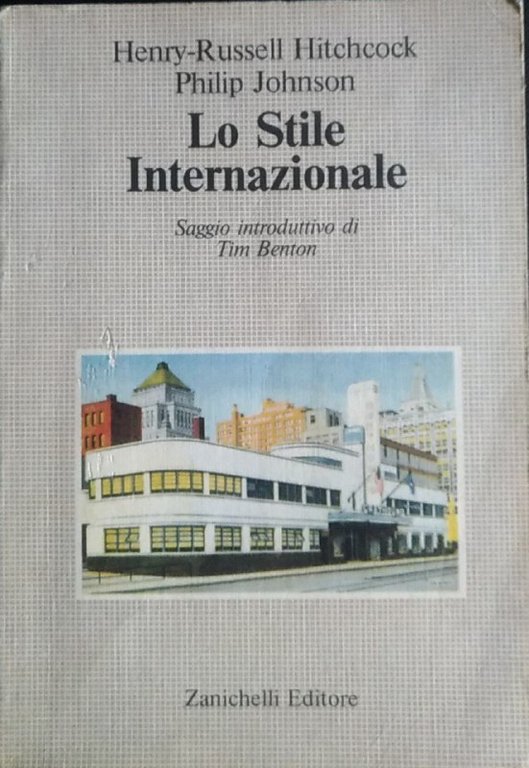 Henry-Russell Hitchcock
Philip Johnson
Lo Stile
Internazionale
Saggio introduttivo di
Tim Benton
Zanichelli Editore